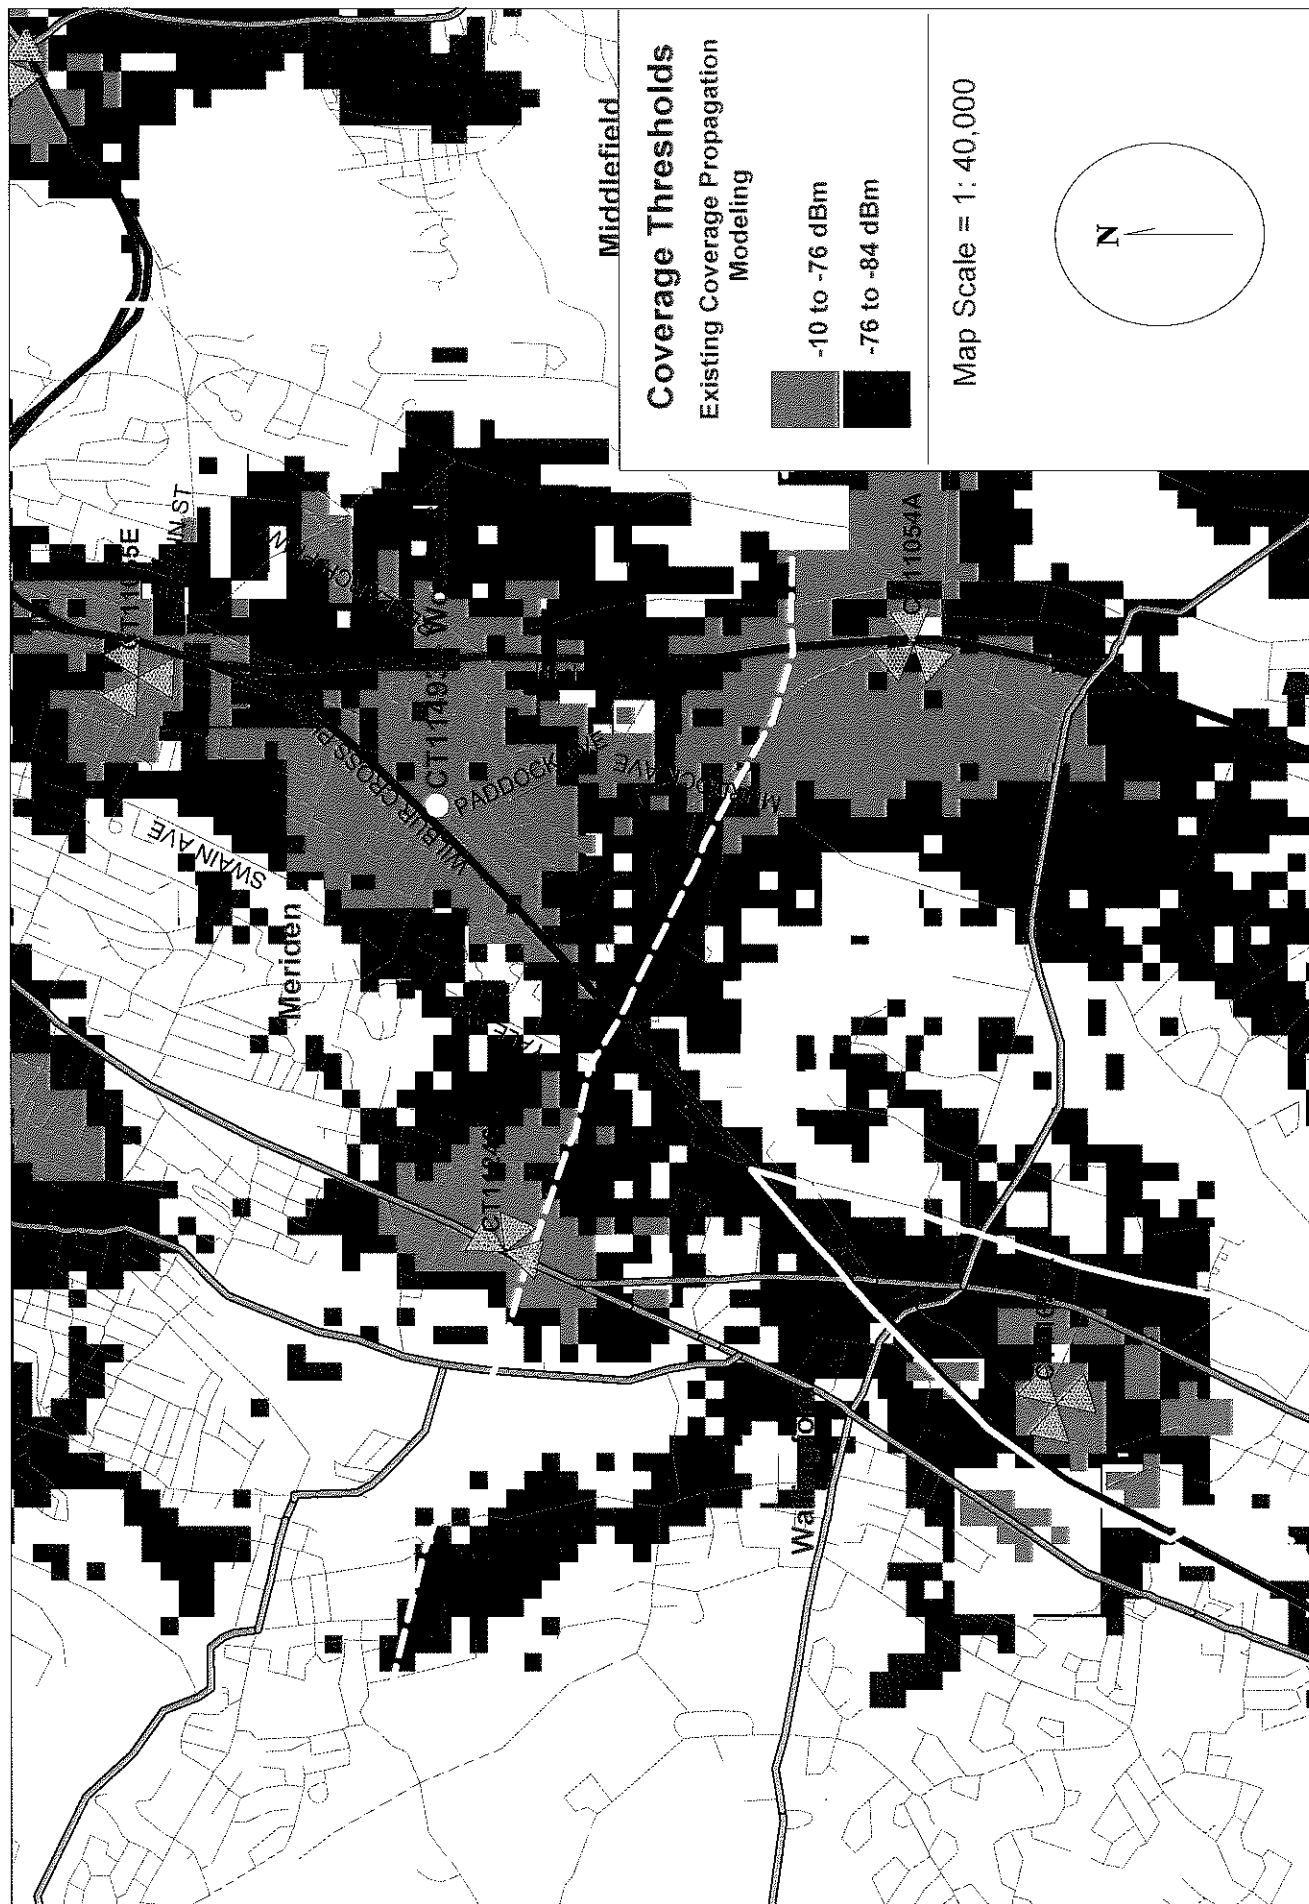 Coverage Thresholds
Existing Coverage Propagation
Modeling
-10 to -76 dBm
-76 to -84 dBm
Map Scale = 1: 40,000
N
Middlefield
Meriden
SWAIN AVE
WILBUR CROSS
PADDOCK AVE
CT11054A